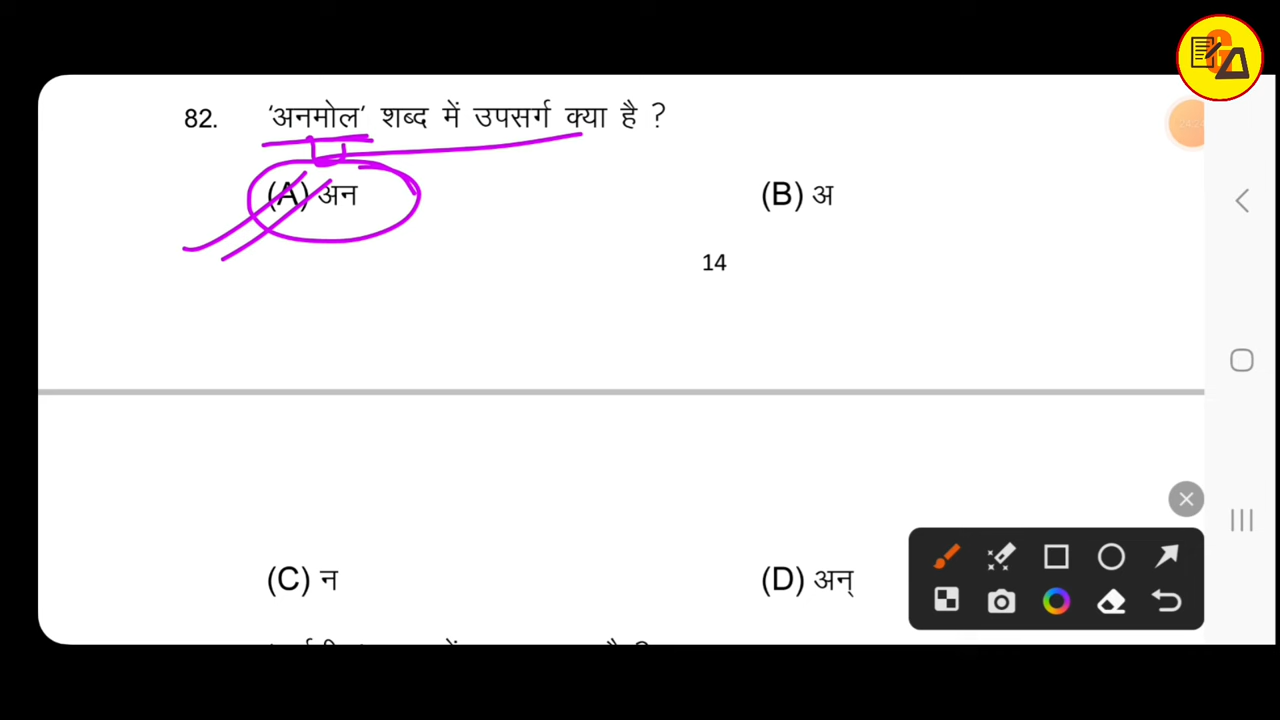 82. 'अनमोल' शब्द में उपसर्ग क्या है ?
(A) अन (B) अ
14
(C) न (D) अन्